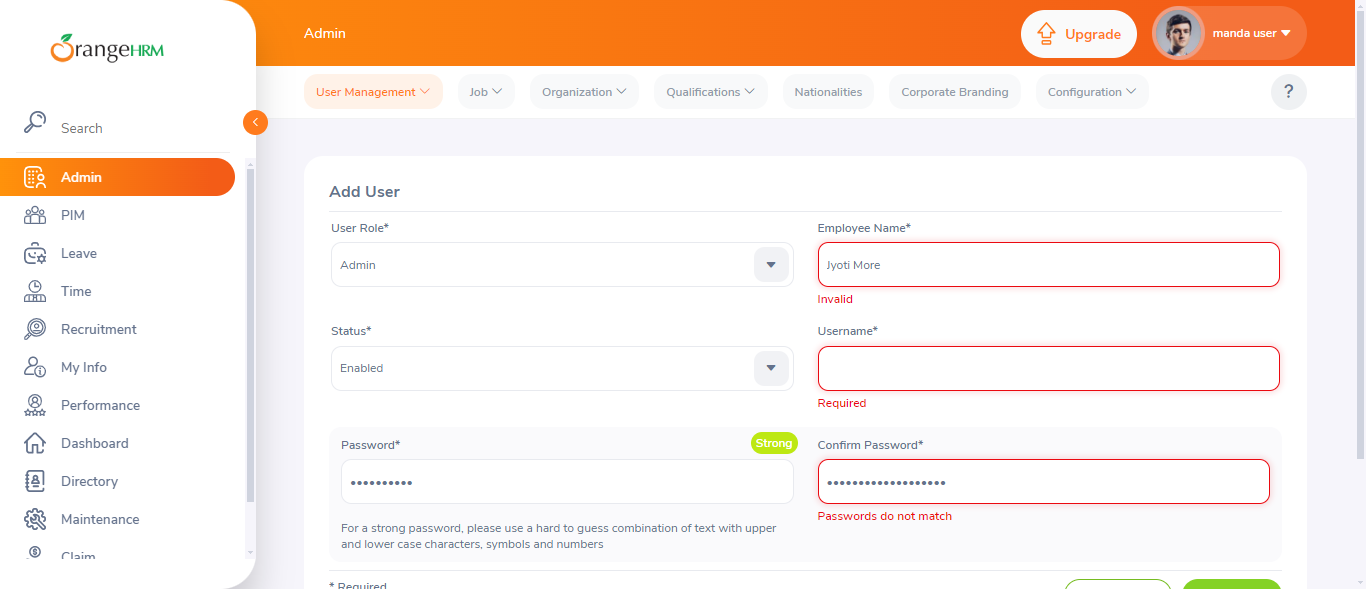 OrangeHRM
Search
Admin
PIM
Leave
Time
Recruitment
My Info
Performance
Dashboard
Directory
Maintenance
Claim
Admin
Upgrade
manda user
User Management
Job
Organization
Qualifications
Nationalities
Corporate Branding
Configuration
?
Add User
User Role*
Employee Name*
Admin
Jyoti More
Invalid
Status*
Username*
Enabled
Required
Password*
Strong
Confirm Password*
For a strong password, please use a hard to guess combination of text with upper
and lower case characters, symbols and numbers
Passwords do not match
* Required